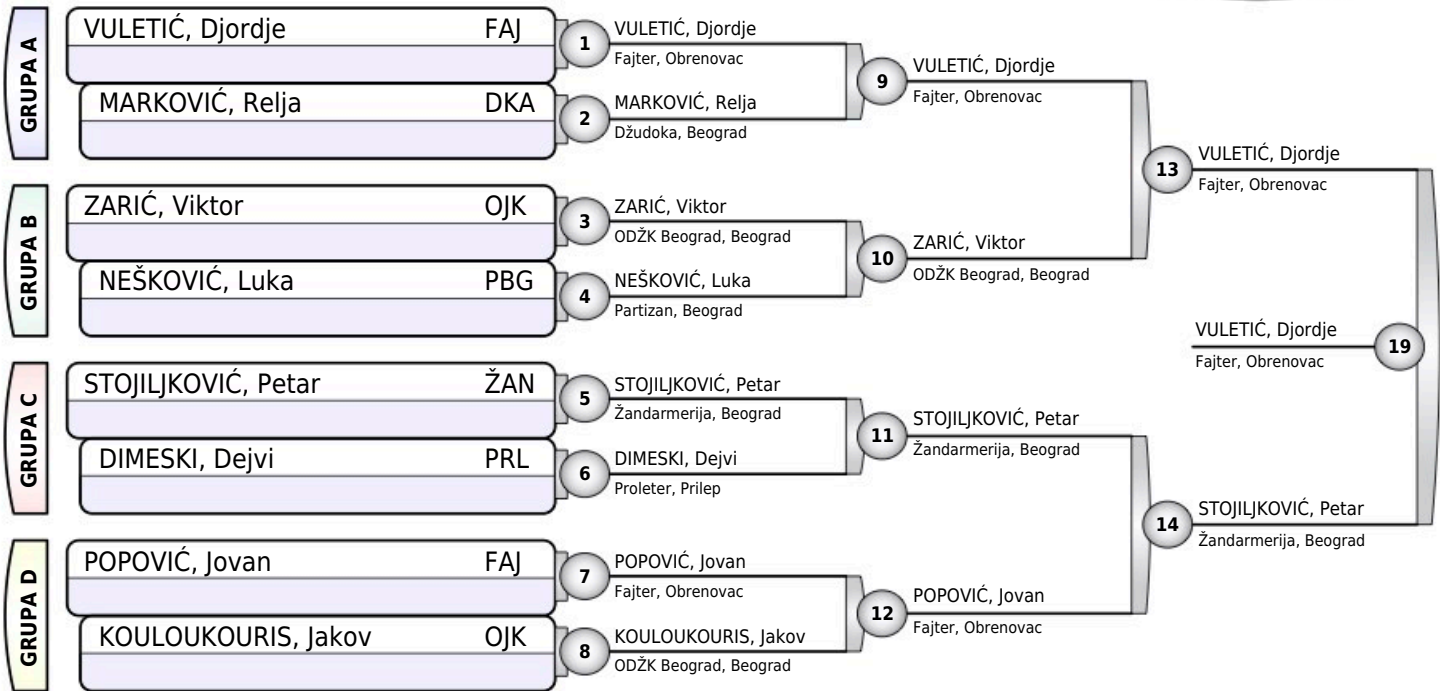 GRUPA A
VULETIĆ, Djordje FAJ
MARKOVIĆ, Relja DKA
1
VULETIĆ, Djordje
Fajter, Obrenovac
2
MARKOVIĆ, Relja
Džudoka, Beograd
9
VULETIĆ, Djordje
Fajter, Obrenovac
GRUPA B
ZARIĆ, Viktor OJK
NEŠKOVIĆ, Luka PBG
3
ZARIĆ, Viktor
ODŽK Beograd, Beograd
4
NEŠKOVIĆ, Luka
Partizan, Beograd
10
ZARIĆ, Viktor
ODŽK Beograd, Beograd
13
VULETIĆ, Djordje
Fajter, Obrenovac
GRUPA C
STOJILJKOVIĆ, Petar ŽAN
DIMESKI, Dejvi PRL
5
STOJILJKOVIĆ, Petar
Žandarmerija, Beograd
6
DIMESKI, Dejvi
Proleter, Prilep
11
STOJILJKOVIĆ, Petar
Žandarmerija, Beograd
GRUPA D
POPOVIĆ, Jovan FAJ
KOULOUKOURIS, Jakov OJK
7
POPOVIĆ, Jovan
Fajter, Obrenovac
8
KOULOUKOURIS, Jakov
ODŽK Beograd, Beograd
12
POPOVIĆ, Jovan
Fajter, Obrenovac
14
STOJILJKOVIĆ, Petar
Žandarmerija, Beograd
VULETIĆ, Djordje
Fajter, Obrenovac
19